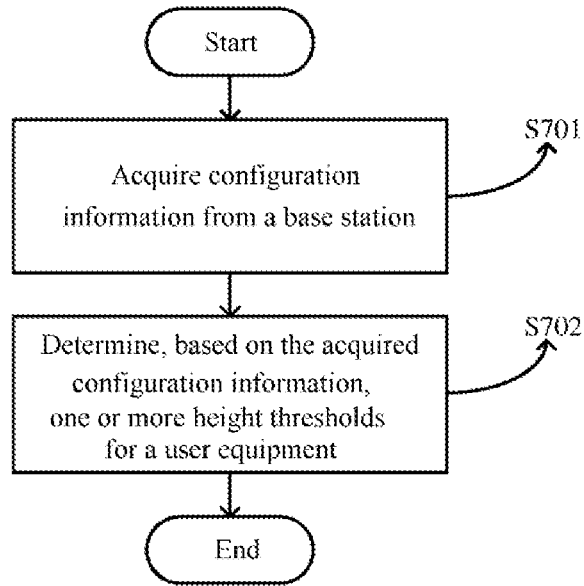 Start
S701
Acquire configuration
information from a base station
S702
Determine, based on the acquired
configuration information,
one or more height thresholds
for a user equipment
End